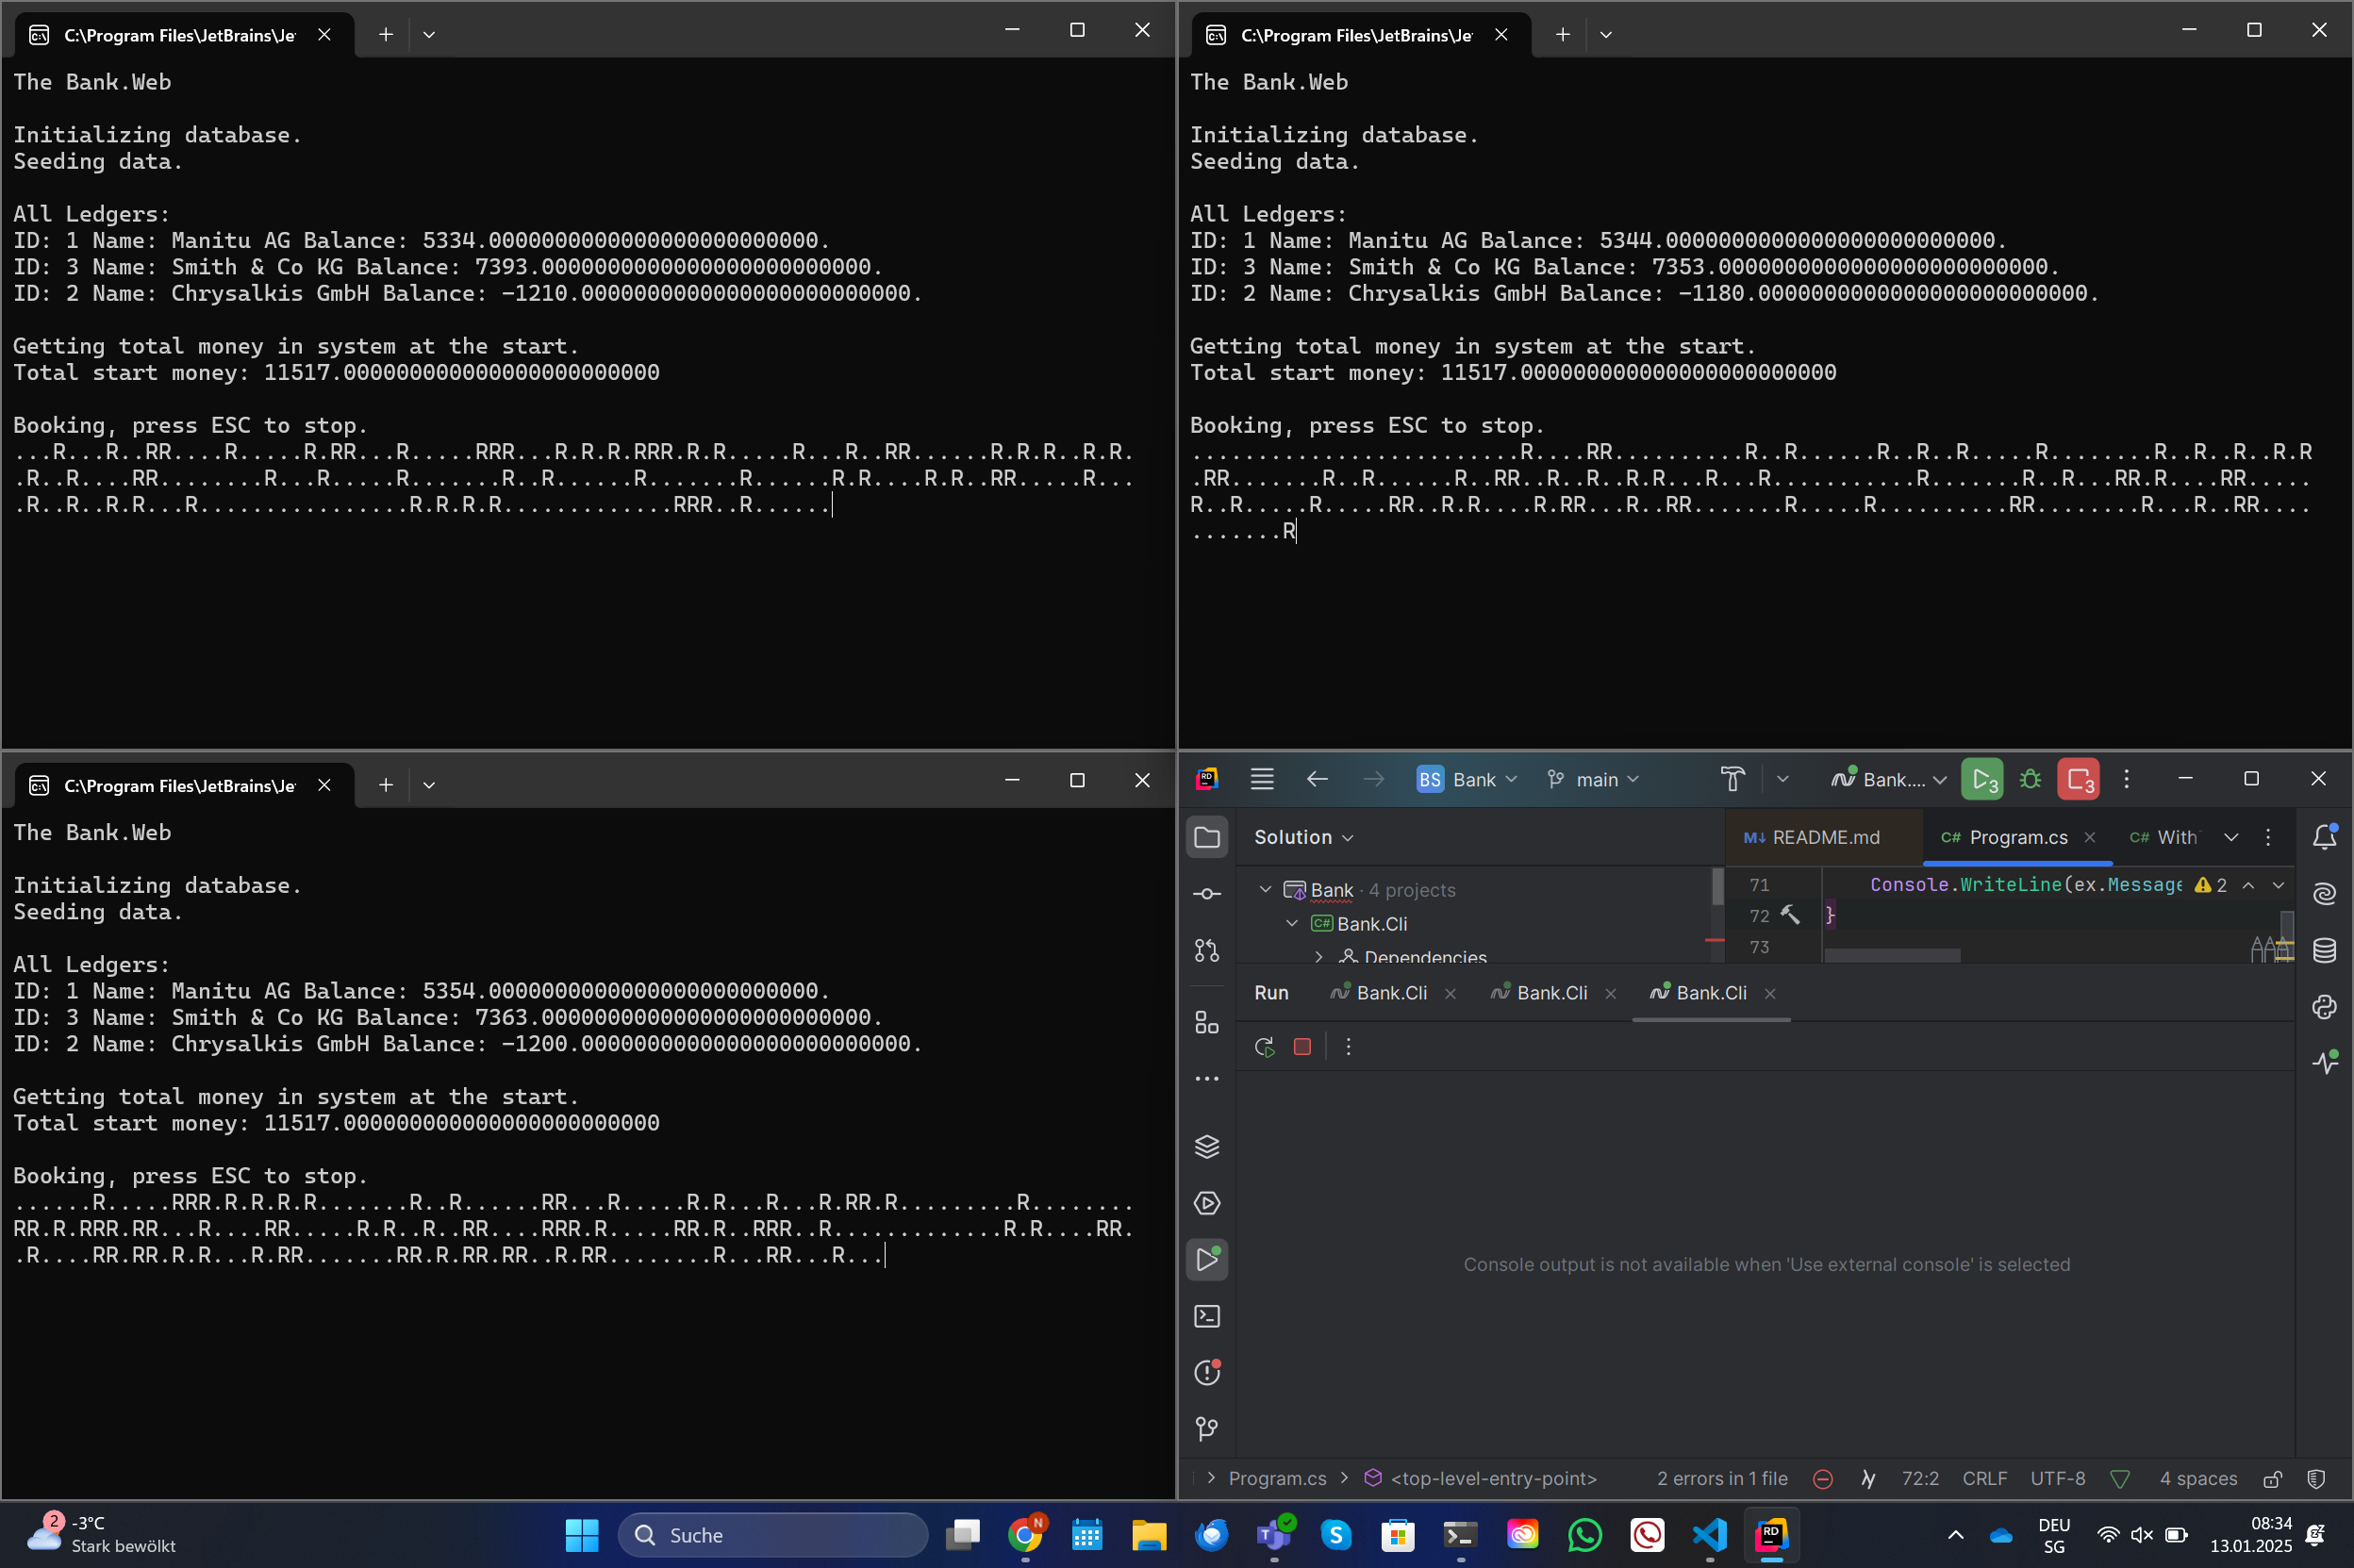 C:\Program Files\JetBrains\Je
The Bank.Web
Initializing database.
Seeding data.
All Ledgers:
ID: 1 Name: Manitu AG Balance: 5334.0000000000000000000000000.
ID: 3 Name: Smith & Co KG Balance: 7393.0000000000000000000000000.
ID: 2 Name: Chrysalkis GmbH Balance: -1210.0000000000000000000000000.
Getting total money in system at the start.
Total start money: 11517.000000000000000000000000
Booking, press ESC to stop.
...R...R..RR....R.....R.RR...R.....RRR...R.R.R.RRR.R.R.....R...R..RR......R.R.R..R.R.
.R..R....RR........R...R.....R.......R..R......R.......R......R.R....R.R..RR.....R...
.R..R..R.R...R................R.R.R.R.............RRR..R......
C:\Program Files\JetBrains\Je
The Bank.Web
Initializing database.
Seeding data.
All Ledgers:
ID: 1 Name: Manitu AG Balance: 5344.0000000000000000000000000.
ID: 3 Name: Smith & Co KG Balance: 7353.0000000000000000000000000.
ID: 2 Name: Chrysalkis GmbH Balance: -1180.0000000000000000000000000.
Getting total money in system at the start.
Total start money: 11517.000000000000000000000000
Booking, press ESC to stop.
.........................R....RR..........R..R......R..R..R.....R........R..R..R..R.R
.RR.......R..R......R..RR..R..R..R.R...R...R...........R.......R..R...RR.R....RR.....
R..R.....R.....RR..R.R....R.RR...R..RR.......R.....R..........RR........R...R..RR....
.......R
C:\Program Files\JetBrains\Je
The Bank.Web
Initializing database.
Seeding data.
All Ledgers:
ID: 1 Name: Manitu AG Balance: 5354.0000000000000000000000000.
ID: 3 Name: Smith & Co KG Balance: 7363.0000000000000000000000000.
ID: 2 Name: Chrysalkis GmbH Balance: -1200.0000000000000000000000000.
Getting total money in system at the start.
Total start money: 11517.000000000000000000000000
Booking, press ESC to stop.
......R.....RRR.R.R.R.R.......R..R......RR...R.....R.R...R...R.RR.R.........R........
RR.R.RRR.RR...R....RR.....R.R..R..RR....RRR.R.....RR.R..RRR..R.............R.R....RR.
.R....RR.RR.R.R...R.RR.......RR.R.RR.RR..R.RR........R...RR...R...
BS Bank main Bank.... 3 3
Solution README.md C# Program.cs C# With
71 Console.WriteLine(ex.Message 2
Bank · 4 projects
72 }
C# Bank.Cli
73
Dependencies
Run Bank.Cli Bank.Cli Bank.Cli
Console output is not available when 'Use external console' is selected
Program.cs <top-level-entry-point> 2 errors in 1 file 72:2 CRLF UTF-8 4 spaces
2 -3°C
Stark bewölkt
Suche
DEU
SG
08:34
13.01.2025